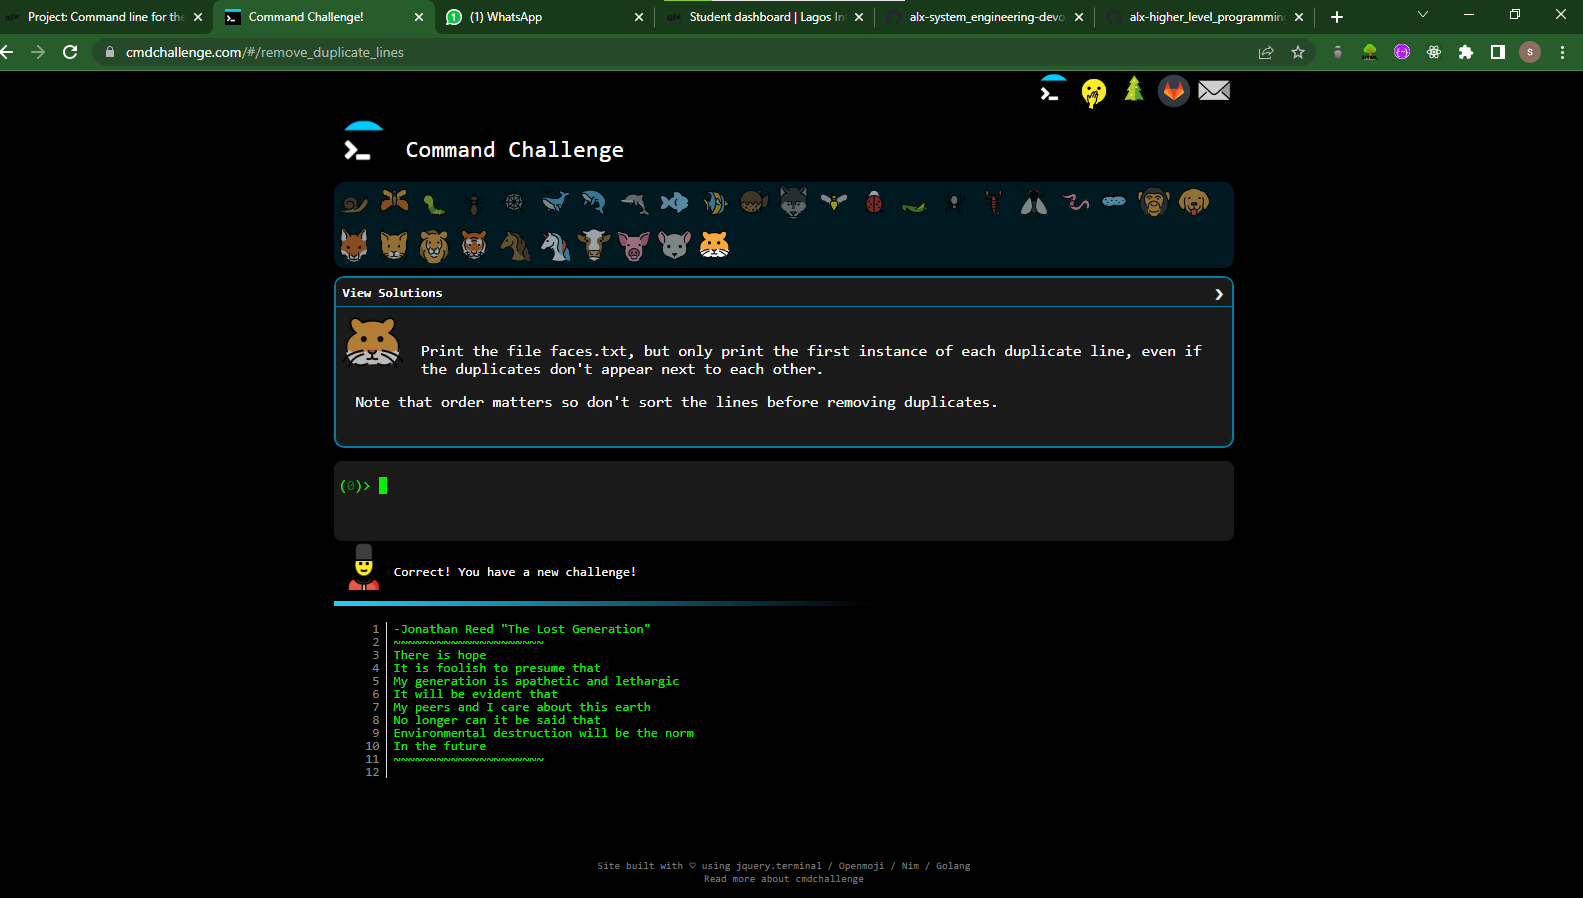 Project: Command line for the
Command Challenge!
(1) WhatsApp
Student dashboard | Lagos In
alx-system_engineering-devo
alx-higher_level_programming
cmdchallenge.com/#/remove_duplicate_lines
S
Command Challenge
View Solutions
Print the file faces.txt, but only print the first instance of each duplicate line, even if
the duplicates don't appear next to each other.
Note that order matters so don't sort the lines before removing duplicates.
(0)>
Correct! You have a new challenge!
1 -Jonathan Reed "The Lost Generation"
2 ~~~~~~~~~~~~~~~~~~~~~
3 There is hope
4 It is foolish to presume that
5 My generation is apathetic and lethargic
6 It will be evident that
7 My peers and I care about this earth
8 No longer can it be said that
9 Environmental destruction will be the norm
10 In the future
11 ~~~~~~~~~~~~~~~~~~~~~
12
Site built with ♡ using jquery.terminal / Openmoji / Nim / Golang
Read more about cmdchallenge